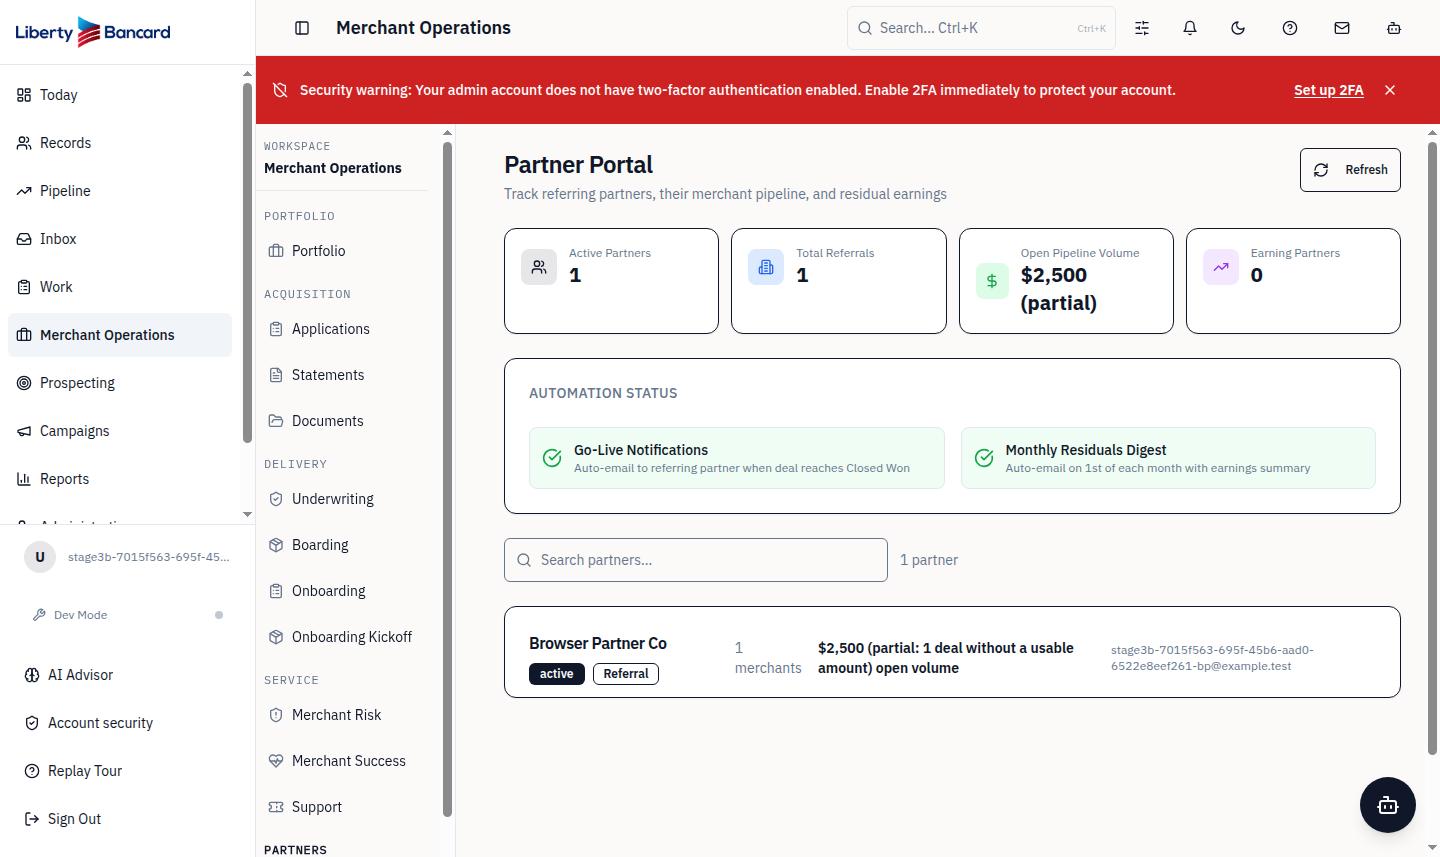 Liberty Bancard
Merchant Operations
Search... Ctrl+K
Ctrl+K
Security warning: Your admin account does not have two-factor authentication enabled. Enable 2FA immediately to protect your account.
Set up 2FA
Today
Records
Pipeline
Inbox
Work
Merchant Operations
Prospecting
Campaigns
Reports
U
stage3b-7015f563-695f-45...
Dev Mode
AI Advisor
Account security
Replay Tour
Sign Out
WORKSPACE
Merchant Operations
PORTFOLIO
Portfolio
ACQUISITION
Applications
Statements
Documents
DELIVERY
Underwriting
Boarding
Onboarding
Onboarding Kickoff
SERVICE
Merchant Risk
Merchant Success
Support
PARTNERS
Partner Portal
Track referring partners, their merchant pipeline, and residual earnings
Refresh
Active Partners
1
Total Referrals
1
Open Pipeline Volume
$2,500
(partial)
Earning Partners
0
AUTOMATION STATUS
Go-Live Notifications
Auto-email to referring partner when deal reaches Closed Won
Monthly Residuals Digest
Auto-email on 1st of each month with earnings summary
Search partners...
1 partner
Browser Partner Co
active
Referral
1
merchants
$2,500 (partial: 1 deal without a usable
amount) open volume
stage3b-7015f563-695f-45b6-aad0-
6522e8eef261-bp@example.test